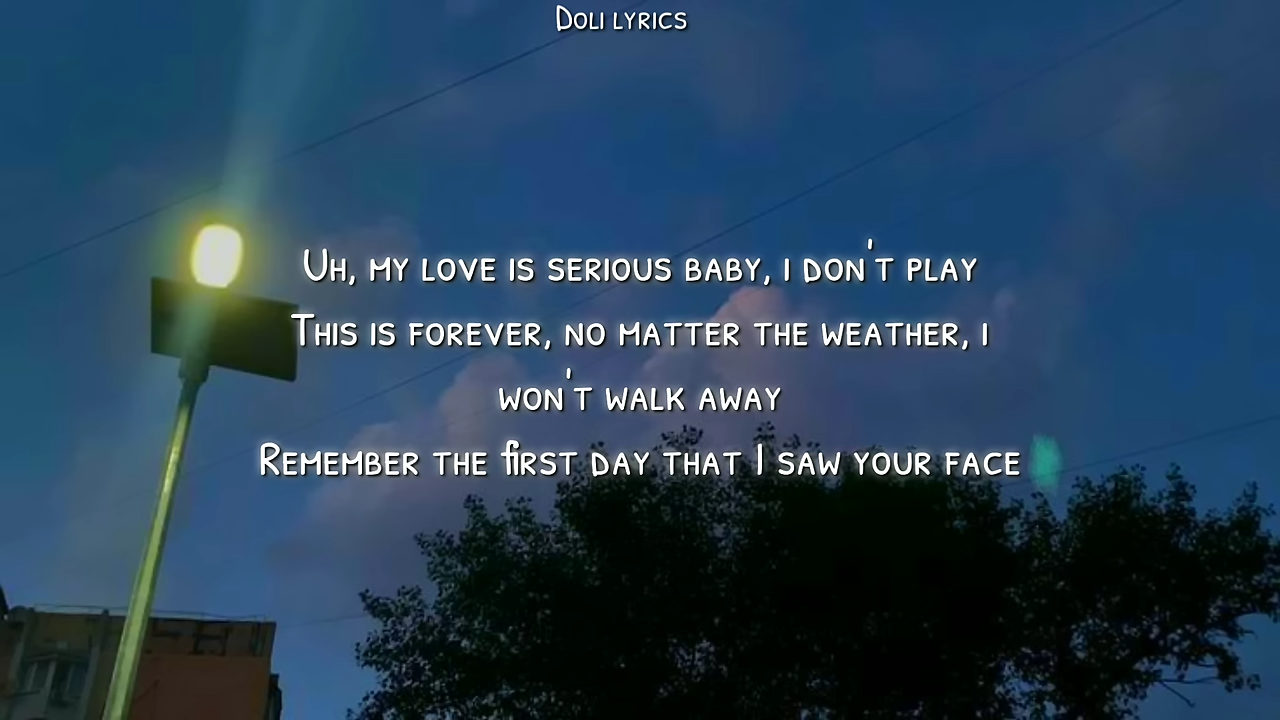 Doli lyrics
Uh, my love is serious baby, i don't play
This is forever, no matter the weather, i
won't walk away
Remember the first day that I saw your face